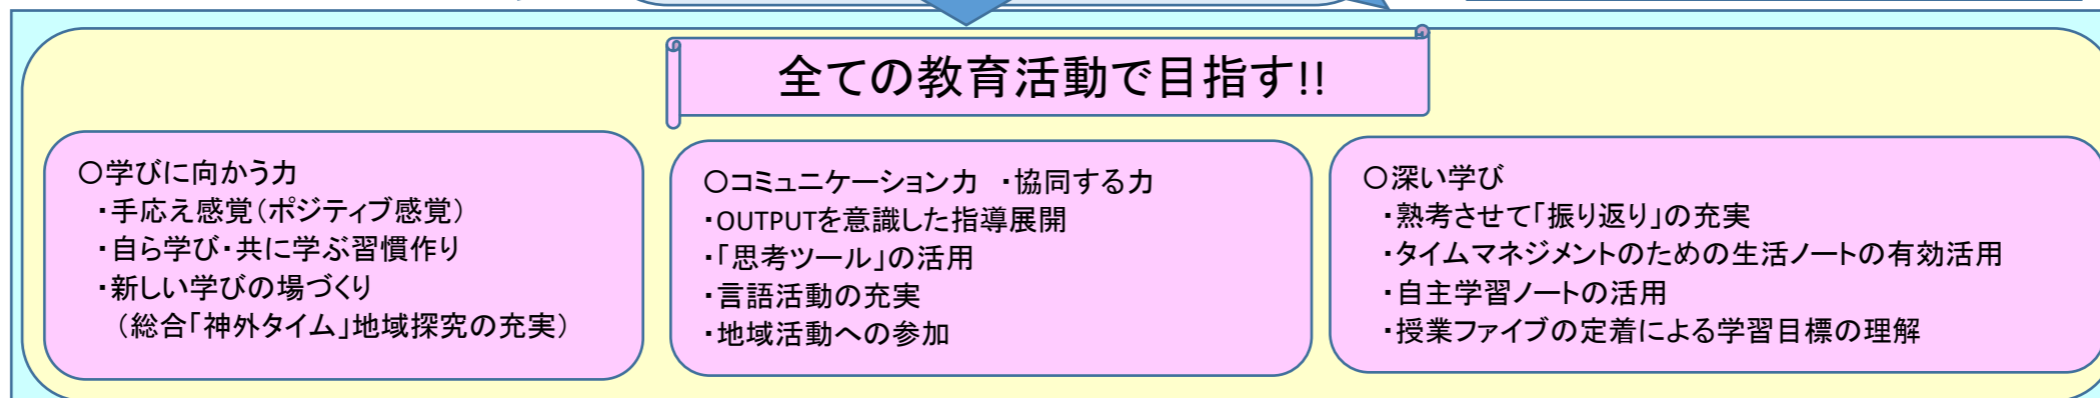 全ての教育活動で目指す!!
〇学びに向かう力
・手応え感覚(ポジティブ感覚)
・自ら学び・共に学ぶ習慣作り
・新しい学びの場づくり
(総合「神外タイム」地域探究の充実)
〇コミュニケーション力 ・協同する力
・OUTPUTを意識した指導展開
・「思考ツール」の活用
・言語活動の充実
・地域活動への参加
〇深い学び
・熟考させて「振り返り」の充実
・タイムマネジメントのための生活ノートの有効活用
・自主学習ノートの活用
・授業ファイブの定着による学習目標の理解